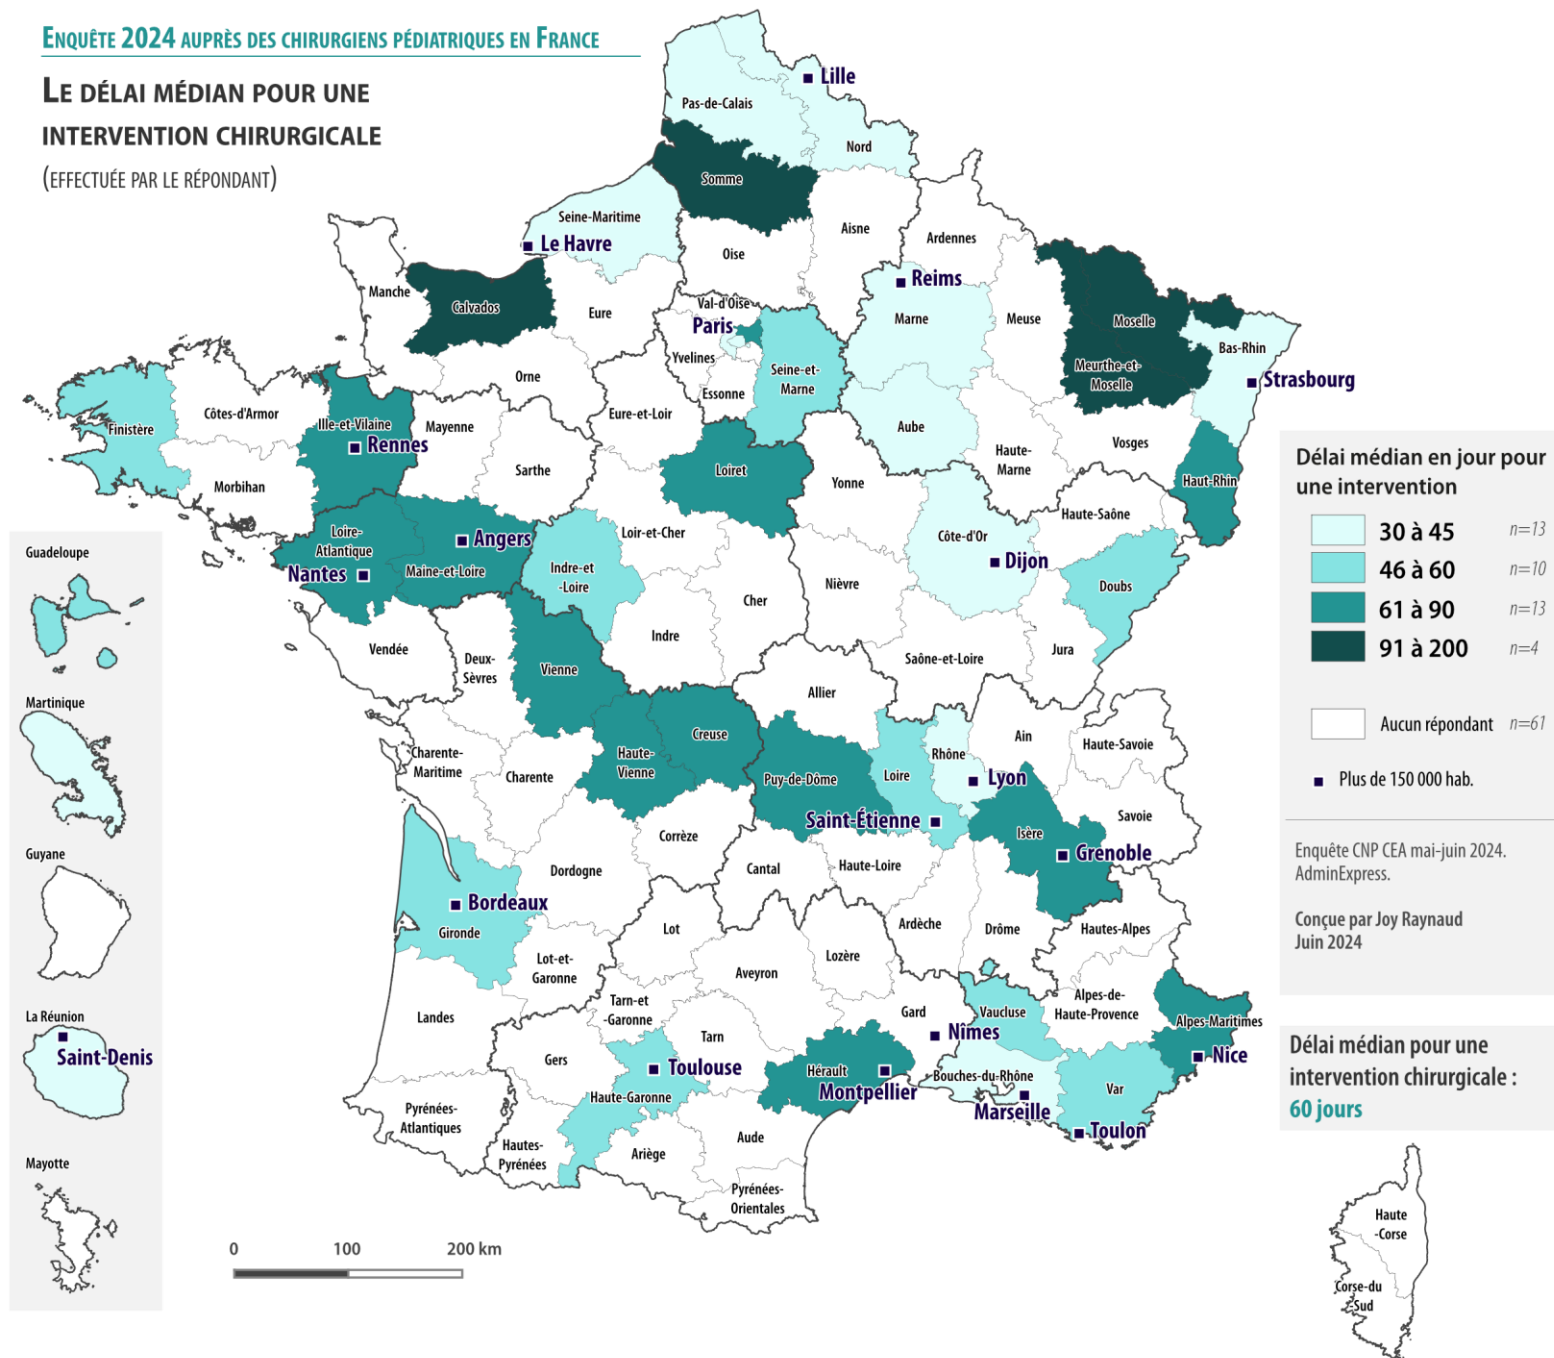 ENQUÊTE 2024 AUPRÈS DES CHIRURGIENS PÉDIATRIQUES EN FRANCE
LE DÉLAI MÉDIAN POUR UNE
INTERVENTION CHIRURGICALE
(EFFECTUÉE PAR LE RÉPONDANT)
Lille
Pas-de-Calais
Nord
Somme
Seine-Maritime
Le Havre
Aisne
Ardennes
Oise
Reims
Manche
Calvados
Eure
Val-d'Oise
Paris
Marne
Meuse
Moselle
Bas-Rhin
Yvelines
Seine-et-
Marne
Meurthe-et-
Moselle
Strasbourg
Orne
Essonne
Eure-et-Loir
Côtes-d'Armor
Finistère
Ille-et-Vilaine
Rennes
Mayenne
Aube
Vosges
Haute-
Marne
Sarthe
Loiret
Morbihan
Yonne
Haut-Rhin
Haute-Saône
Loir-et-Cher
Loire-
Atlantique
Angers
Côte-d'Or
Dijon
Nantes
Maine-et-Loire
Indre-et
-Loire
Nièvre
Doubs
Cher
Indre
Vendée
Deux-
Sèvres
Vienne
Saône-et-Loire
Jura
Allier
Creuse
Haute-
Vienne
Charente-
Maritime
Charente
Puy-de-Dôme
Loire
Rhône
Ain
Haute-Savoie
Lyon
Saint-Étienne
Isère
Savoie
Grenoble
Corrèze
Dordogne
Cantal
Haute-Loire
Bordeaux
Gironde
Lot
Ardèche
Drôme
Hautes-Alpes
Lot-et-
Garonne
Aveyron
Lozère
Landes
Tarn-et
-Garonne
Tarn
Gard
Nîmes
Vaucluse
Alpes-de-
Haute-Provence
Alpes-Maritimes
Nice
Gers
Toulouse
Haute-Garonne
Hérault
Montpellier
Bouches-du-Rhône
Marseille
Var
Toulon
Pyrénées-
Atlantiques
Hautes-
Pyrénées
Ariège
Aude
Pyrénées-
Orientales
Haute
-Corse
Corse-du
-Sud
Guadeloupe
Martinique
Guyane
La Réunion
Saint-Denis
Mayotte
0 100 200 km
Délai médian en jour pour
une intervention
30 à 45 n=13
46 à 60 n=10
61 à 90 n=13
91 à 200 n=4
Aucun répondant n=61
Plus de 150 000 hab.
Enquête CNP CEA mai-juin 2024.
AdminExpress.
Conçue par Joy Raynaud
Juin 2024
Délai médian pour une
intervention chirurgicale :
60 jours